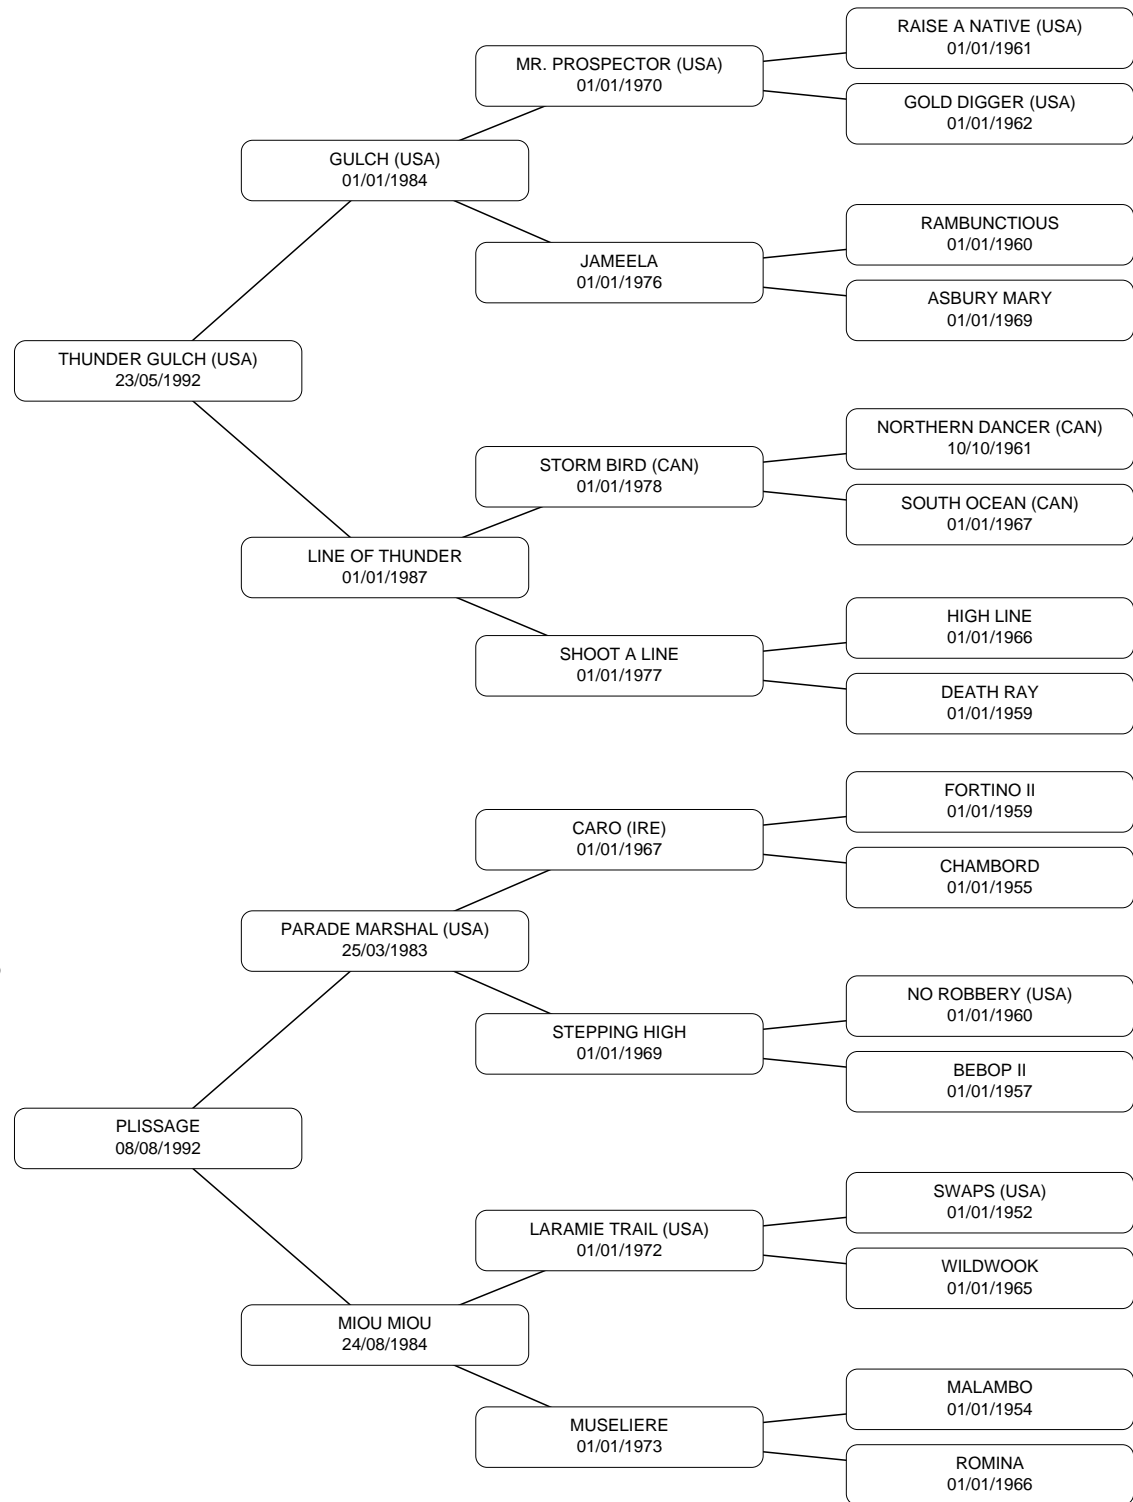 RAISE A NATIVE (USA)
01/01/1961
MR. PROSPECTOR (USA)
01/01/1970
GOLD DIGGER (USA)
01/01/1962
GULCH (USA)
01/01/1984
RAMBUNCTIOUS
01/01/1960
JAMEELA
01/01/1976
ASBURY MARY
01/01/1969
THUNDER GULCH (USA)
23/05/1992
NORTHERN DANCER (CAN)
10/10/1961
STORM BIRD (CAN)
01/01/1978
SOUTH OCEAN (CAN)
01/01/1967
LINE OF THUNDER
01/01/1987
HIGH LINE
01/01/1966
SHOOT A LINE
01/01/1977
DEATH RAY
01/01/1959
FORTINO II
01/01/1959
CARO (IRE)
01/01/1967
CHAMBORD
01/01/1955
PARADE MARSHAL (USA)
25/03/1983
NO ROBBERY (USA)
01/01/1960
STEPPING HIGH
01/01/1969
BEBOP II
01/01/1957
PLISSAGE
08/08/1992
SWAPS (USA)
01/01/1952
LARAMIE TRAIL (USA)
01/01/1972
WILDWOOK
01/01/1965
MIOU MIOU
24/08/1984
MALAMBO
01/01/1954
MUSELIERE
01/01/1973
ROMINA
01/01/1966